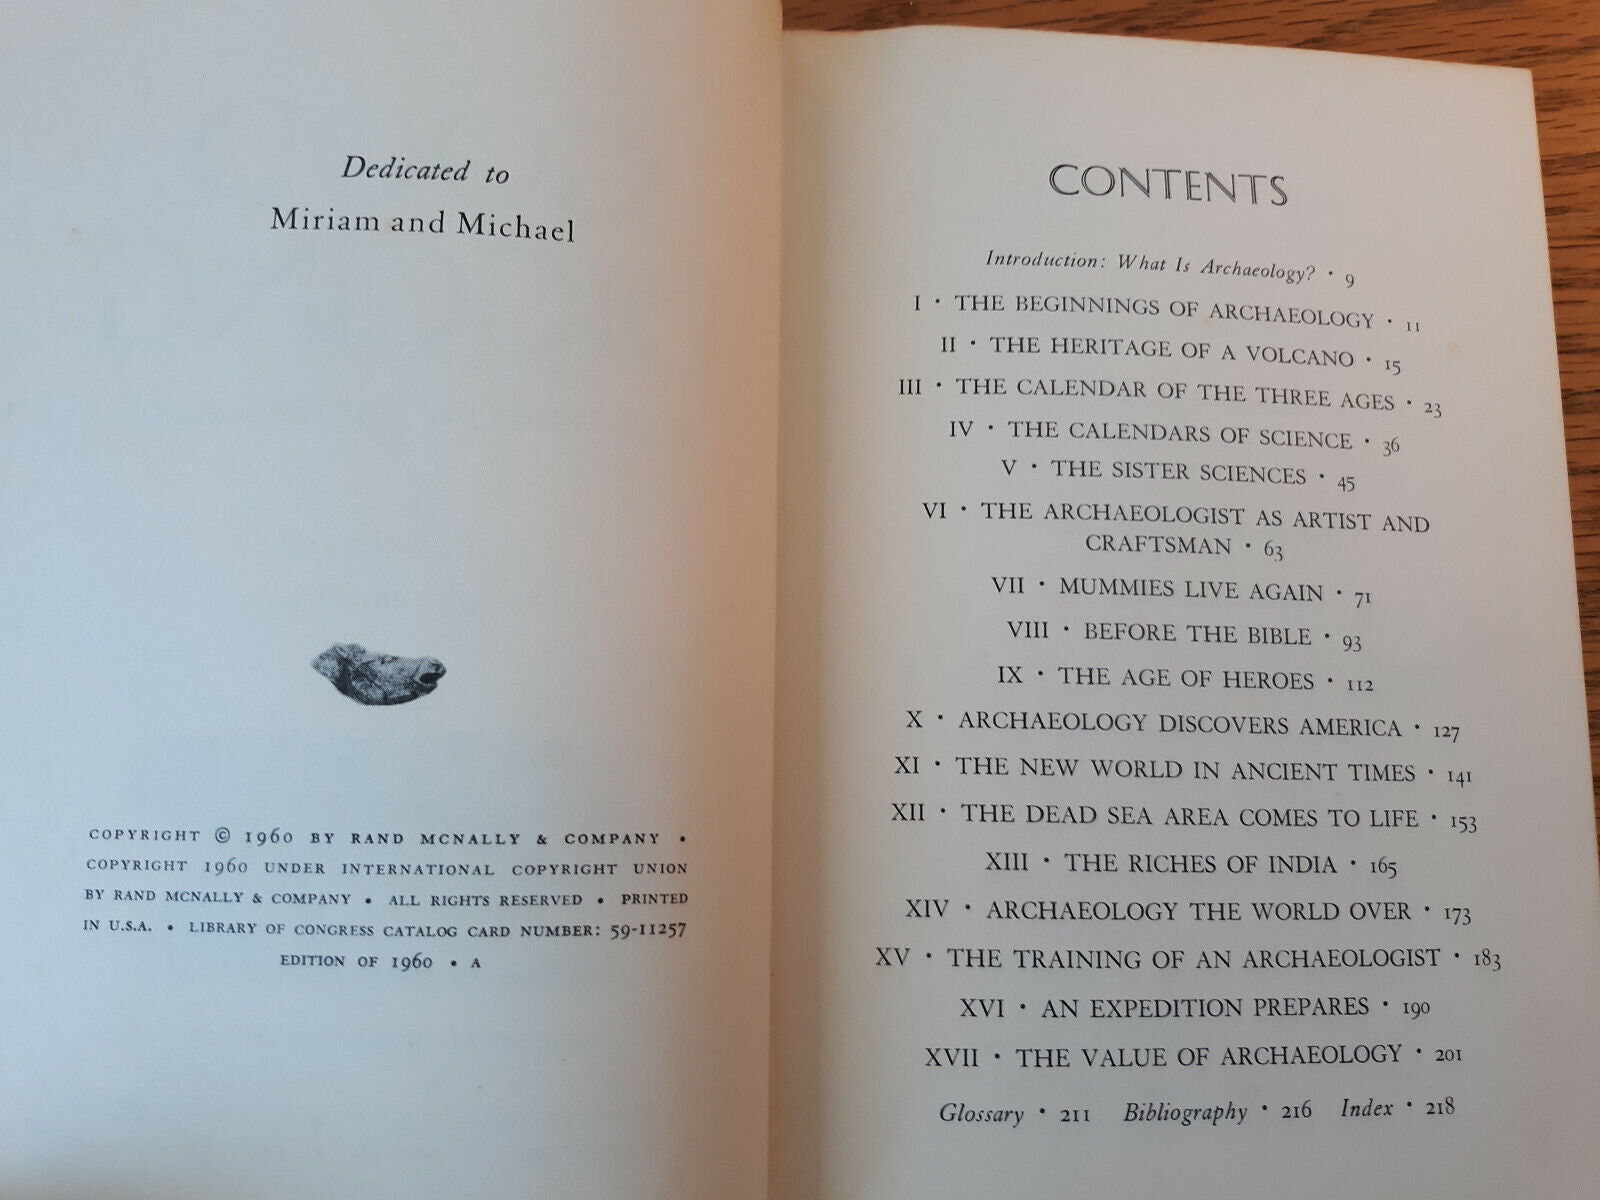 Dedicated to
Miriam and Michael
COPYRIGHT © 1960 BY RAND MCNALLY & COMPANY •
COPYRIGHT 1960 UNDER INTERNATIONAL COPYRIGHT UNION
BY RAND MCNALLY & COMPANY • ALL RIGHTS RESERVED • PRINTED
IN U.S.A. • LIBRARY OF CONGRESS CATALOG CARD NUMBER: 59-11257
EDITION OF 1960 • A
CONTENTS
Introduction: What Is Archaeology? • 9
I • THE BEGINNINGS OF ARCHAEOLOGY • 11
II • THE HERITAGE OF A VOLCANO • 15
III • THE CALENDAR OF THE THREE AGES • 23
IV • THE CALENDARS OF SCIENCE • 36
V • THE SISTER SCIENCES • 45
VI • THE ARCHAEOLOGIST AS ARTIST AND
CRAFTSMAN • 63
VII • MUMMIES LIVE AGAIN • 71
VIII • BEFORE THE BIBLE • 93
IX • THE AGE OF HEROES • 112
X • ARCHAEOLOGY DISCOVERS AMERICA • 127
XI • THE NEW WORLD IN ANCIENT TIMES • 141
XII • THE DEAD SEA AREA COMES TO LIFE • 153
XIII • THE RICHES OF INDIA • 165
XIV • ARCHAEOLOGY THE WORLD OVER • 173
XV • THE TRAINING OF AN ARCHAEOLOGIST • 183
XVI • AN EXPEDITION PREPARES • 190
XVII • THE VALUE OF ARCHAEOLOGY • 201
Glossary • 211 Bibliography • 216 Index • 218